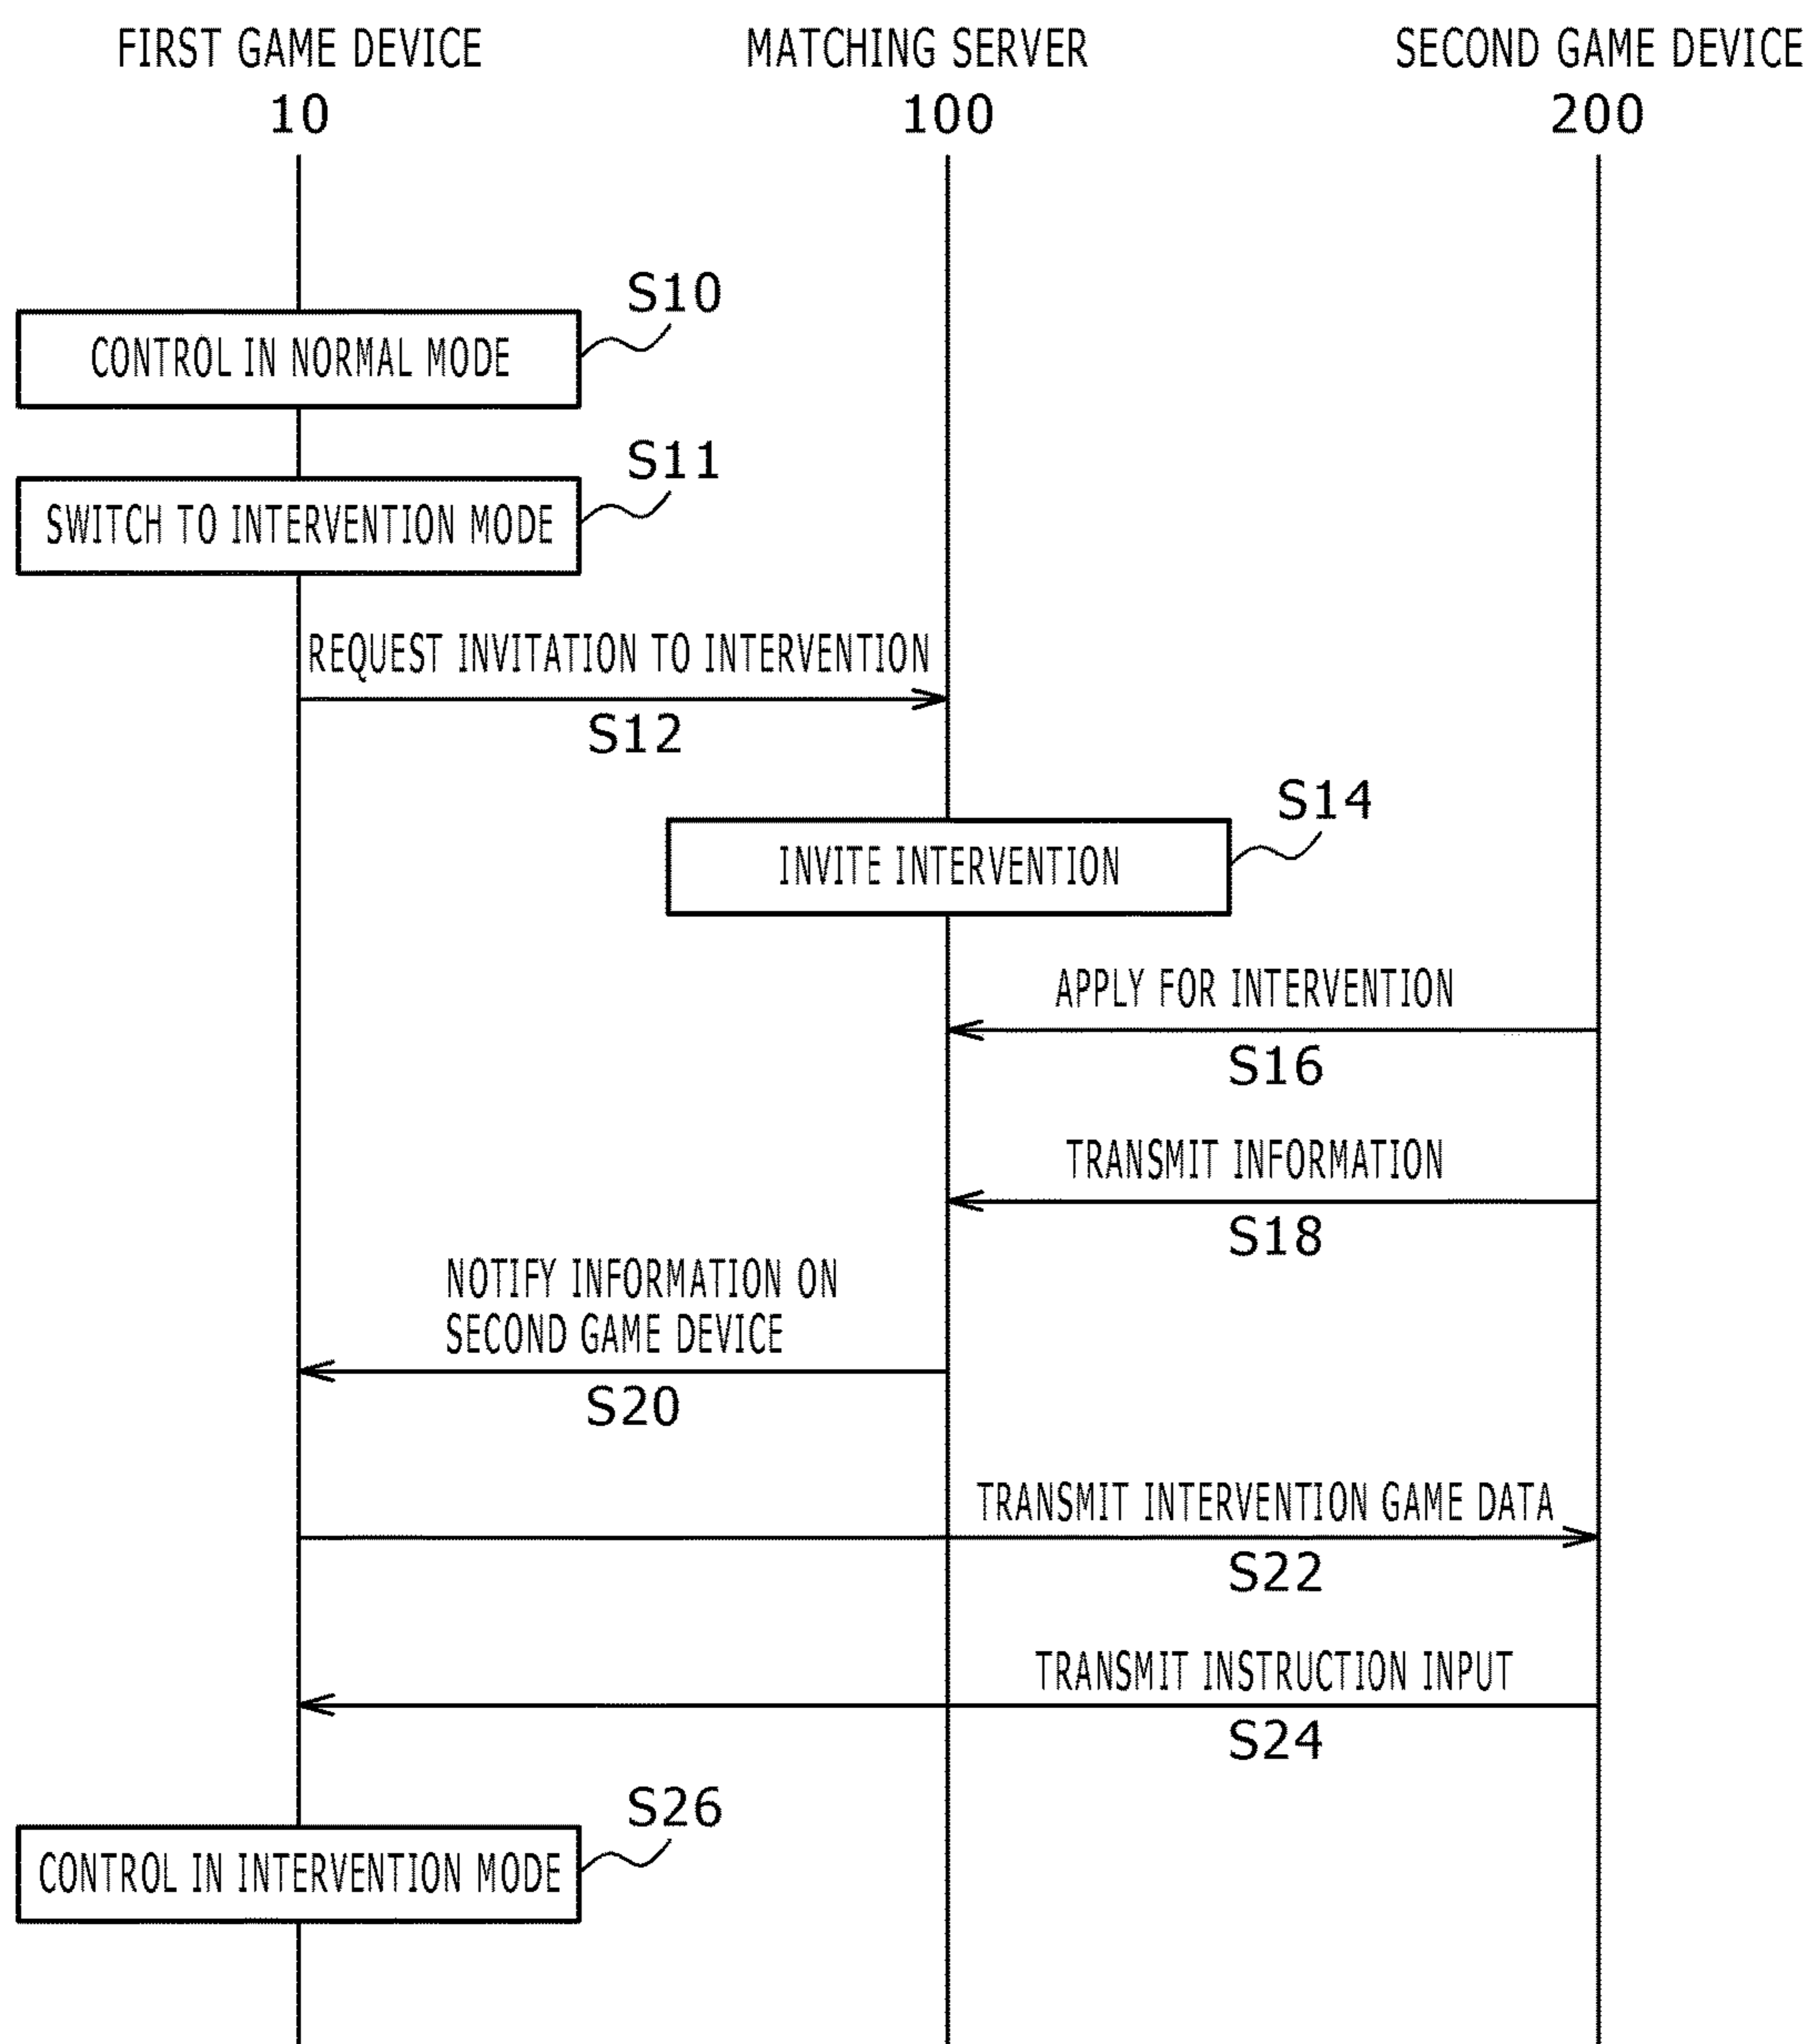 FIRST GAME DEVICE
10
MATCHING SERVER
100
SECOND GAME DEVICE
200
S10
CONTROL IN NORMAL MODE
S11
SWITCH TO INTERVENTION MODE
REQUEST INVITATION TO INTERVENTION
S12
S14
INVITE INTERVENTION
APPLY FOR INTERVENTION
S16
TRANSMIT INFORMATION
S18
NOTIFY INFORMATION ON
SECOND GAME DEVICE
S20
TRANSMIT INTERVENTION GAME DATA
S22
TRANSMIT INSTRUCTION INPUT
S24
S26
CONTROL IN INTERVENTION MODE